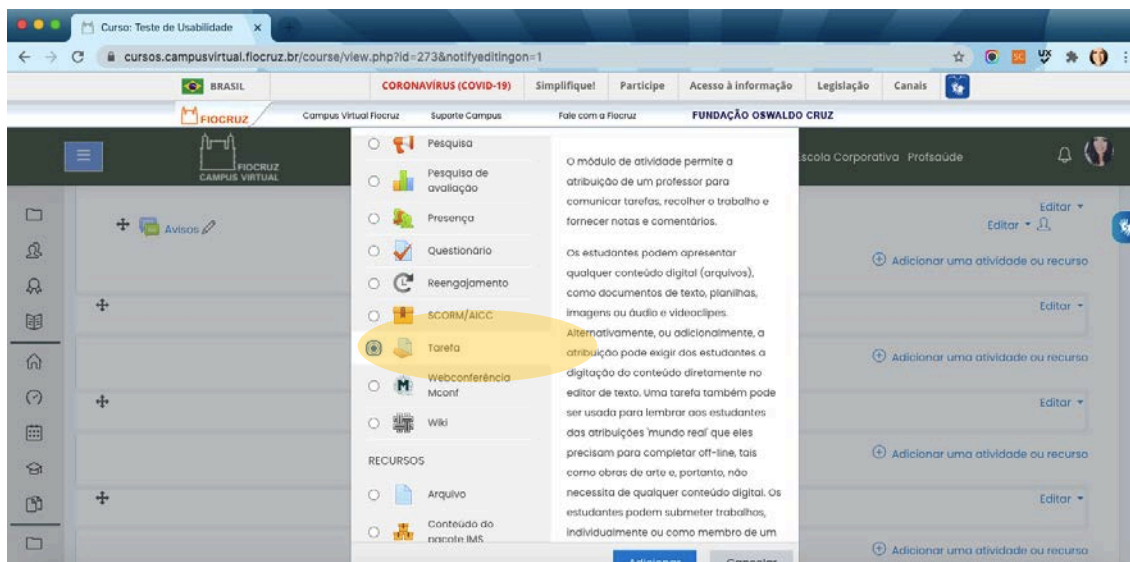 Curso: Teste de Usabilidade
cursos.campusvirtual.fiocruz.br/course/view.php?id=273&notifyeditingon=1
BRASIL
CORONAVÍRUS (COVID-19)
Simplifique!
Participe
Acesso à informação
Legislação
Canais
FIOCRUZ
Campus Virtual Fiocruz
Suporte Campus
Fale com a Fiocruz
FUNDAÇÃO OSWALDO CRUZ
FIOCRUZ
CAMPUS VIRTUAL
Escola Corporativa
Profsaúde
Avisos
Editar
Editar
Adicionar uma atividade ou recurso
Editar
Adicionar uma atividade ou recurso
Editar
Adicionar uma atividade ou recurso
Editar
Adicionar uma atividade ou recurso
Pesquisa
Pesquisa de
avaliação
Presença
Questionário
Reengajamento
SCORM/AICC
Tarefa
Webconferência
Mconf
Wiki
RECURSOS
Arquivo
Conteúdo do
pacote IMS
O módulo de atividade permite a
atribuição de um professor para
comunicar tarefas, recolher o trabalho e
fornecer notas e comentários.
Os estudantes podem apresentar
qualquer conteúdo digital (arquivos),
como documentos de texto, planilhas,
imagens ou áudio e videoclipes.
Alternativamente, ou adicionalmente, a
atribuição pode exigir dos estudantes a
digitação do conteúdo diretamente no
editor de texto. Uma tarefa também pode
ser usada para lembrar aos estudantes
das atribuições 'mundo real' que eles
precisam para completar off-line, tais
como obras de arte e, portanto, não
necessita de qualquer conteúdo digital. Os
estudantes podem submeter trabalhos,
individualmente ou como membro de um
Adicionar
Cancelar